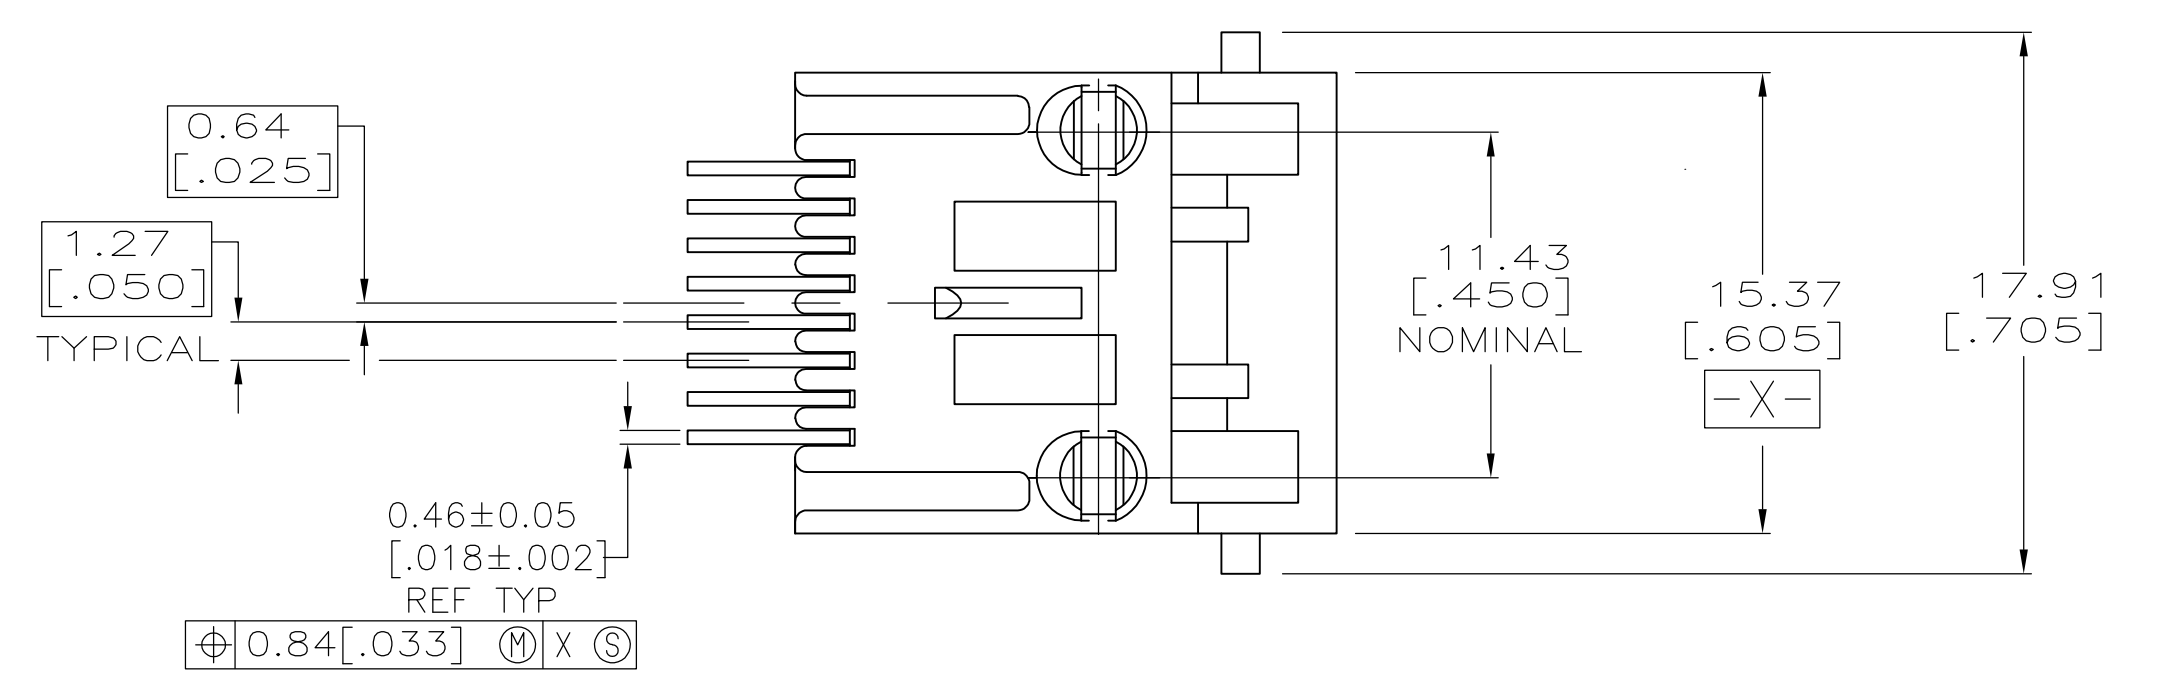 0.64
[.025]
1.27
[.050]
TYPICAL
0.46±0.05
[.018±.002]
REF TYP
⌖ 0.84[.033] Ⓜ X Ⓢ
11.43
[.450]
NOMINAL
15.37
[.605]
-X-
17.91
[.705]